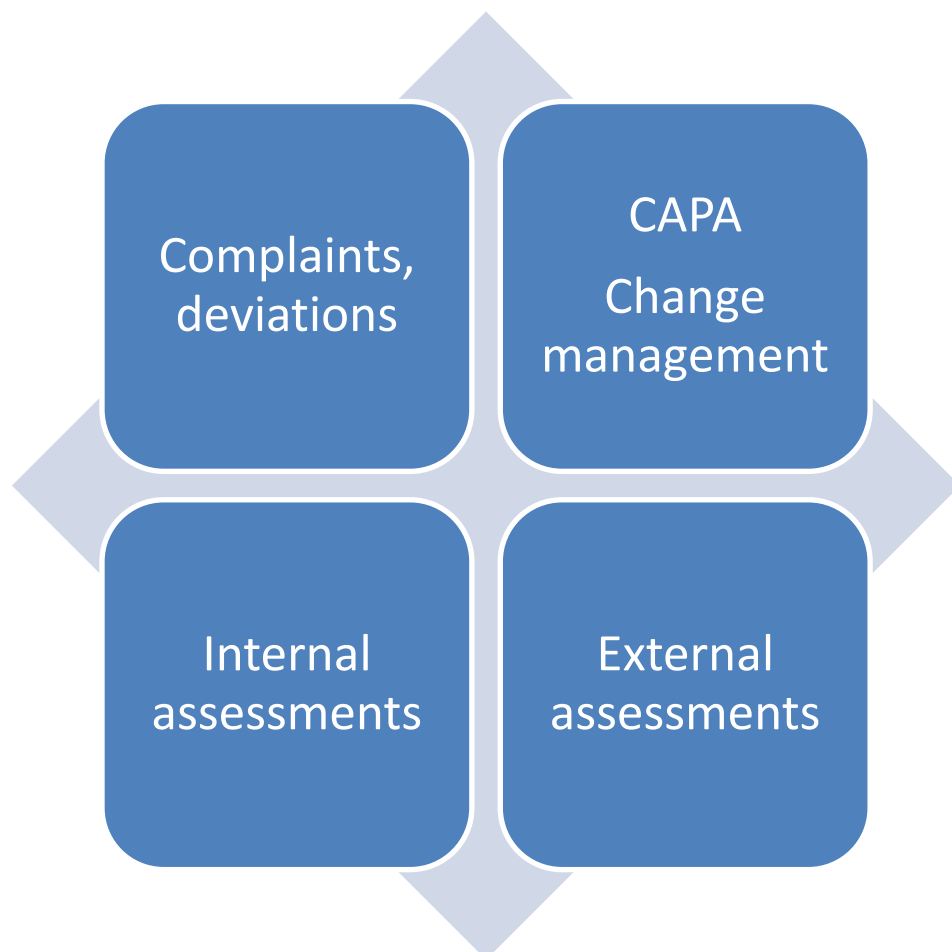 Complaints,
deviations
CAPA
Change
management
Internal
assessments
External
assessments